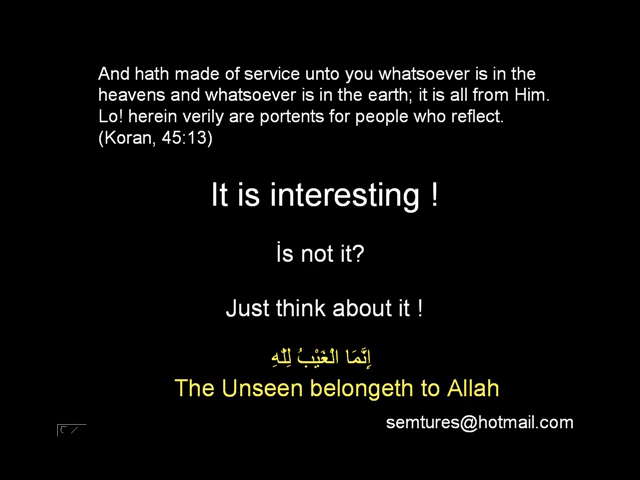 And hath made of service unto you whatsoever is in the
heavens and whatsoever is in the earth; it is all from Him.
Lo! herein verily are portents for people who reflect.
(Koran, 45:13)
It is interesting !
İs not it?
Just think about it !
إِنَّمَا الْغَيْبُ لِلّٰهِ
The Unseen belongeth to Allah
semtures@hotmail.com